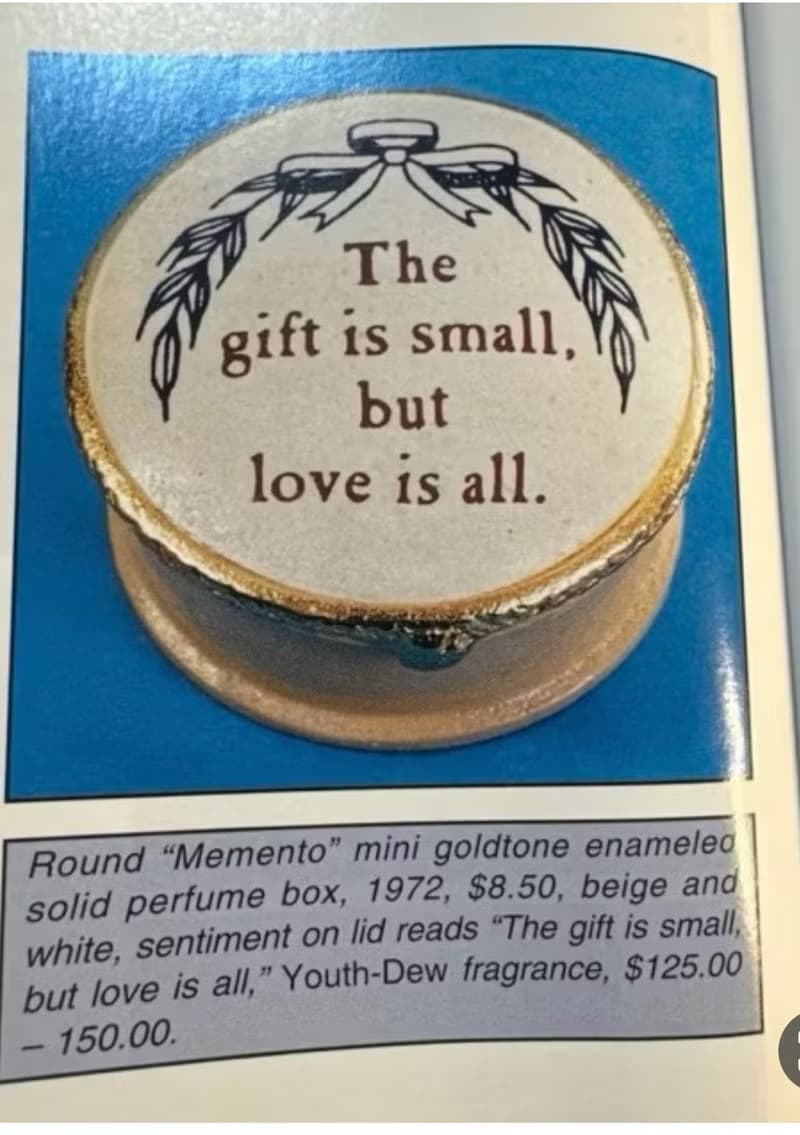 The
gift is small,
but
love is all.
Round “Memento” mini goldtone enameled
solid perfume box, 1972, $8.50, beige and
white, sentiment on lid reads “The gift is small,
but love is all,” Youth-Dew fragrance, $125.00
– 150.00.